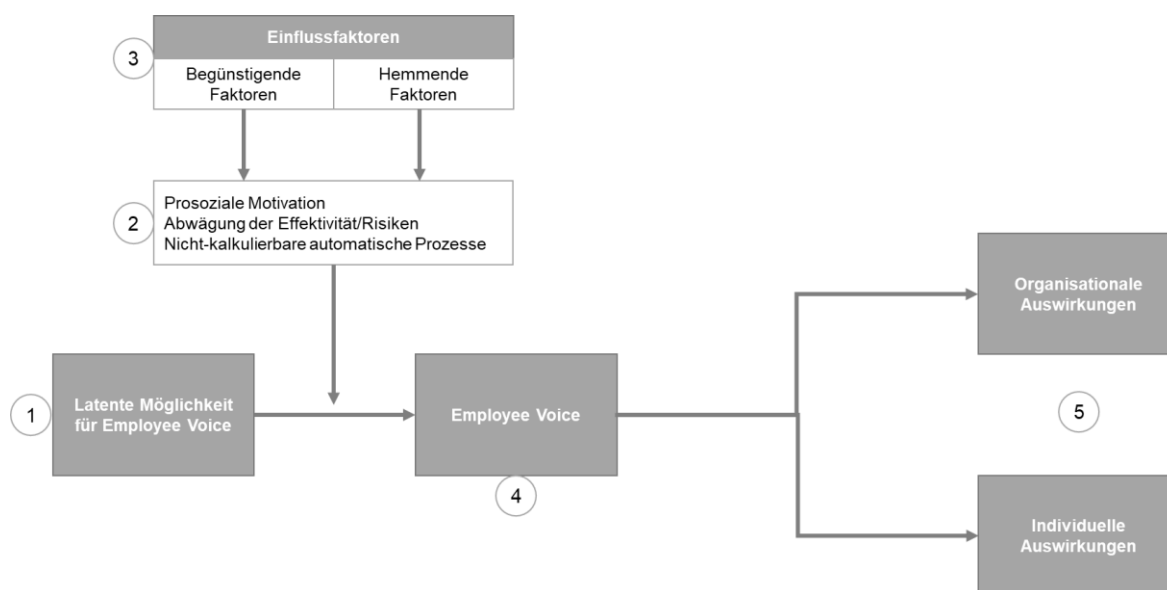 Einflussfaktoren
3
Begünstigende
Faktoren
Hemmende
Faktoren
2
Prosoziale Motivation
Abwägung der Effektivität/Risiken
Nicht-kalkulierbare automatische Prozesse
1
Latente Möglichkeit
für Employee Voice
Employee Voice
4
Organisationale
Auswirkungen
5
Individuelle
Auswirkungen